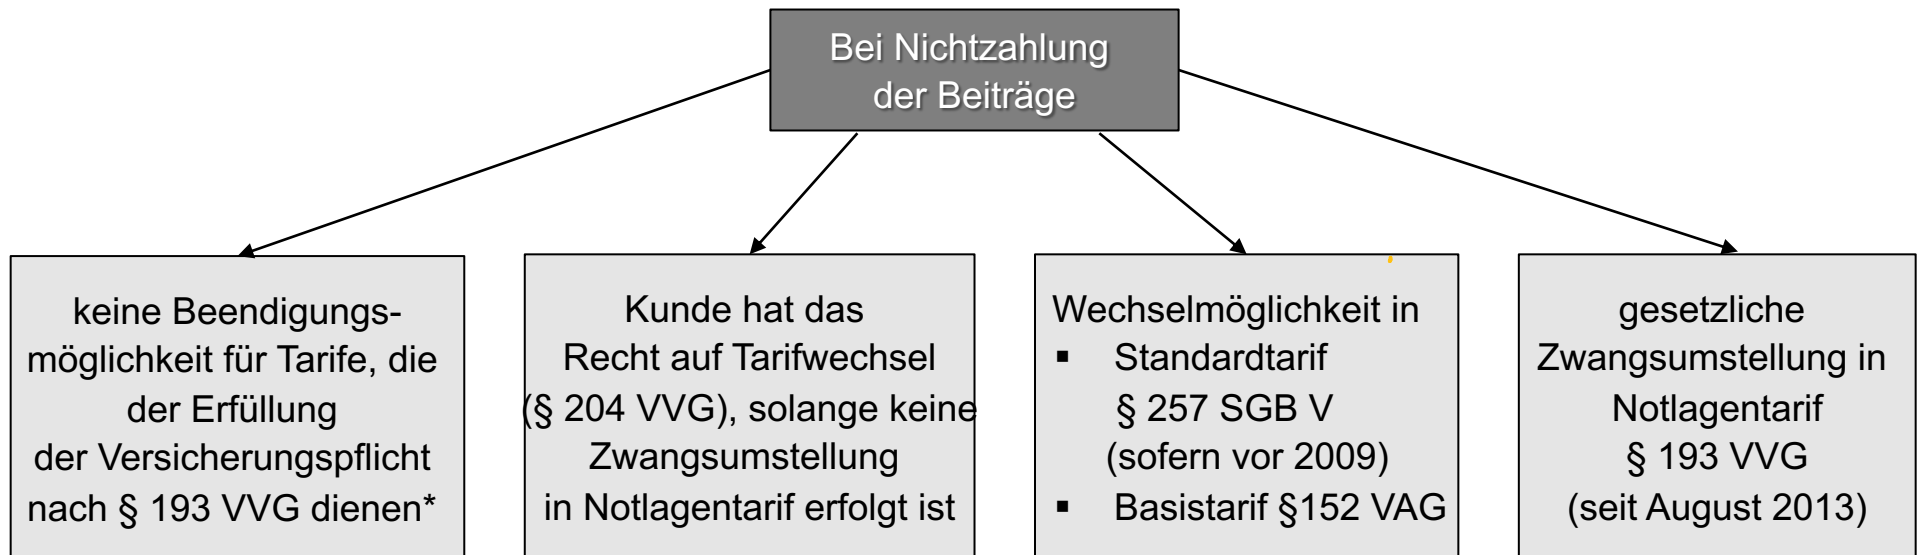 Bei Nichtzahlung
der Beiträge
keine Beendigungs-
möglichkeit für Tarife, die
der Erfüllung
der Versicherungspflicht
nach § 193 VVG dienen*
Kunde hat das
Recht auf Tarifwechsel
(§ 204 VVG), solange keine
Zwangsumstellung
in Notlagentarif erfolgt ist
Wechselmöglichkeit in
▪ Standardtarif
§ 257 SGB V
(sofern vor 2009)
▪ Basistarif §152 VAG
gesetzliche
Zwangsumstellung in
Notlagentarif
§ 193 VVG
(seit August 2013)